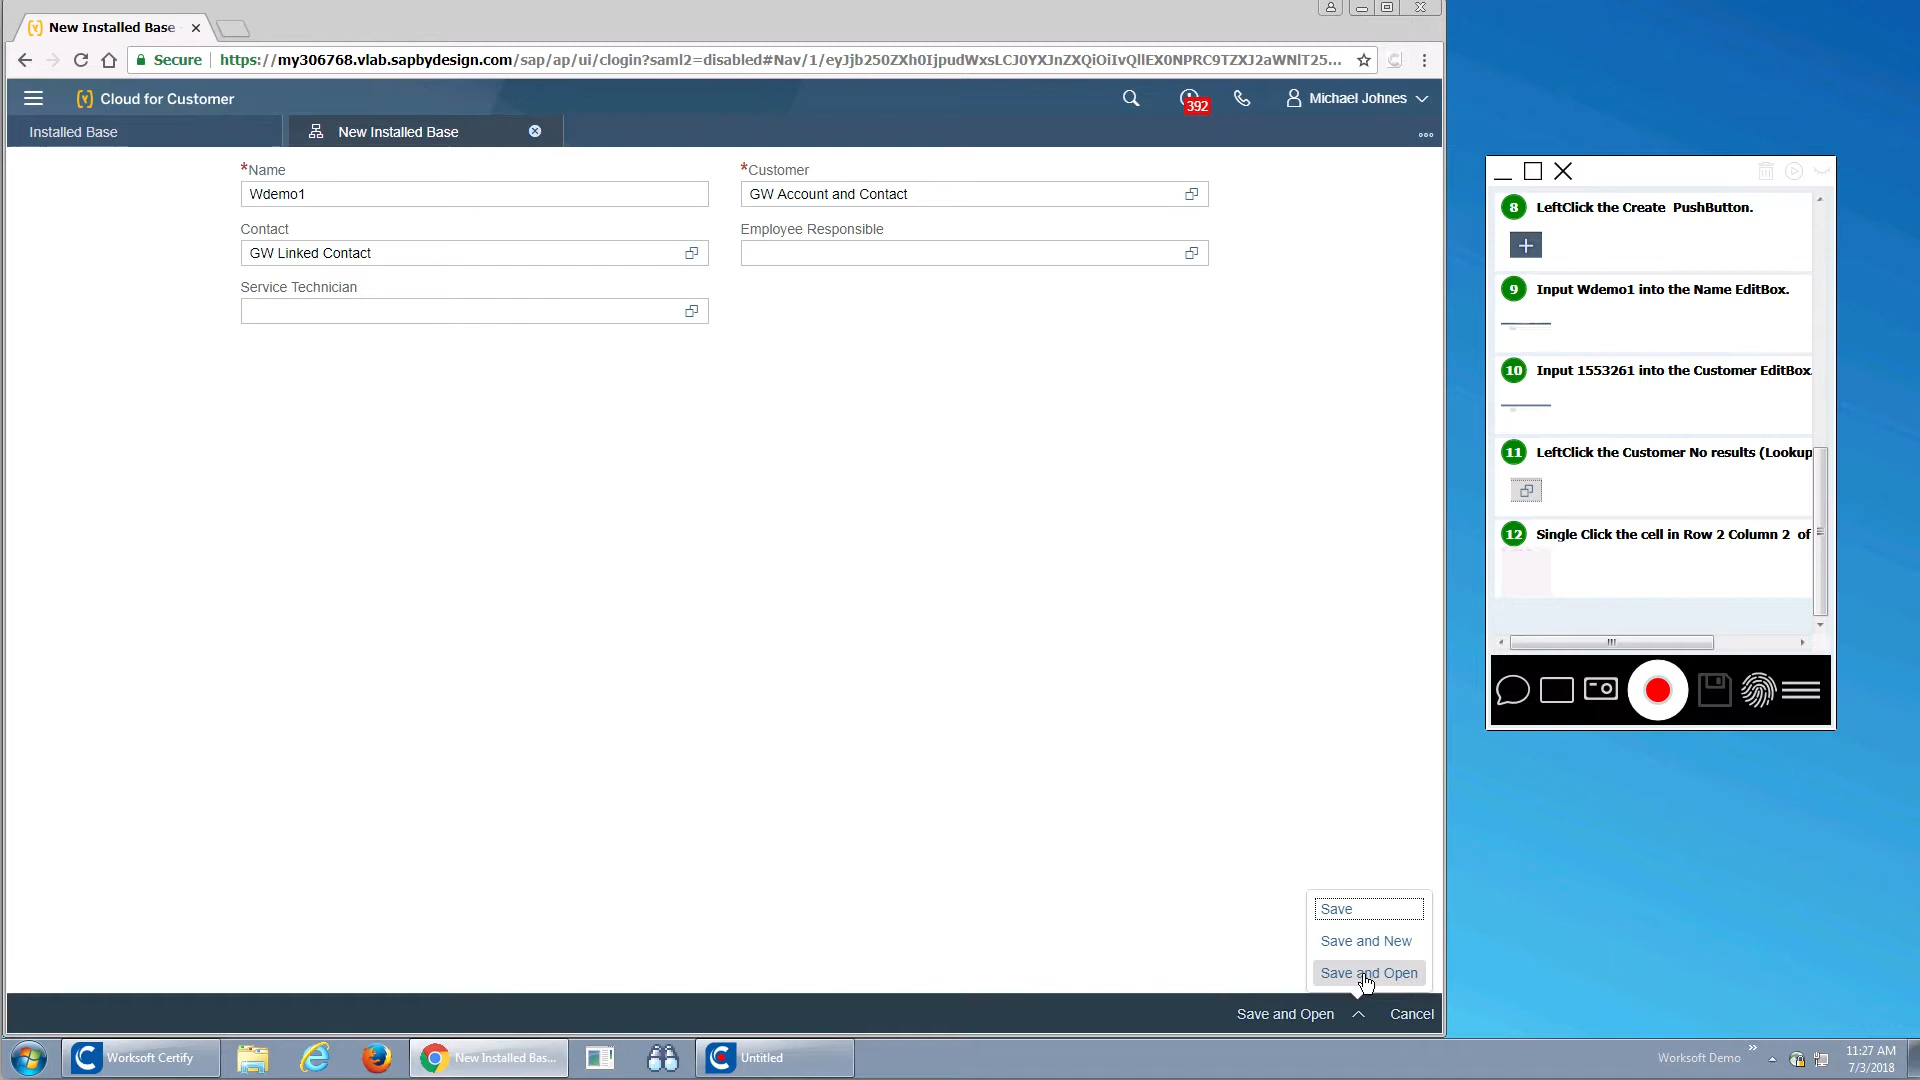 New Installed Base
Secure
https://my306768.vlab.sapbydesign.com/sap/ap/ui/clogin?saml2=disabled#Nav/1/
Cloud for Customer
392
Michael Johnes
Installed Base
New Installed Base
*Name
Wdemo1
*Customer
GW Account and Contact
Contact
GW Linked Contact
Employee Responsible
Service Technician
Save
Save and New
Save and Open
Save and Open
Cancel
8 LeftClick the Create PushButton.
9 Input Wdemo1 into the Name EditBox.
10 Input 1553261 into the Customer EditBox.
11 LeftClick the Customer No results (Lookup
12 Single Click the cell in Row 2 Column 2 of
Worksoft Certify
New Installed Bas...
Untitled
Worksoft Demo
11:27 AM
7/3/2018